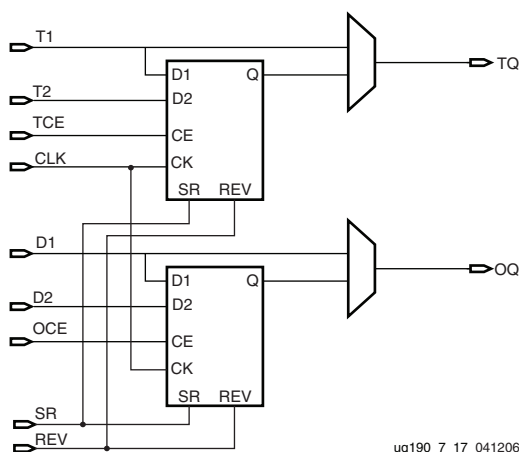 T1
D1
Q
TQ
T2
D2
TCE
CE
CLK
CK
SR REV
D1
D1
Q
OQ
D2
D2
OCE
CE
CK
SR REV
SR
REV
ug190_7_17_041206